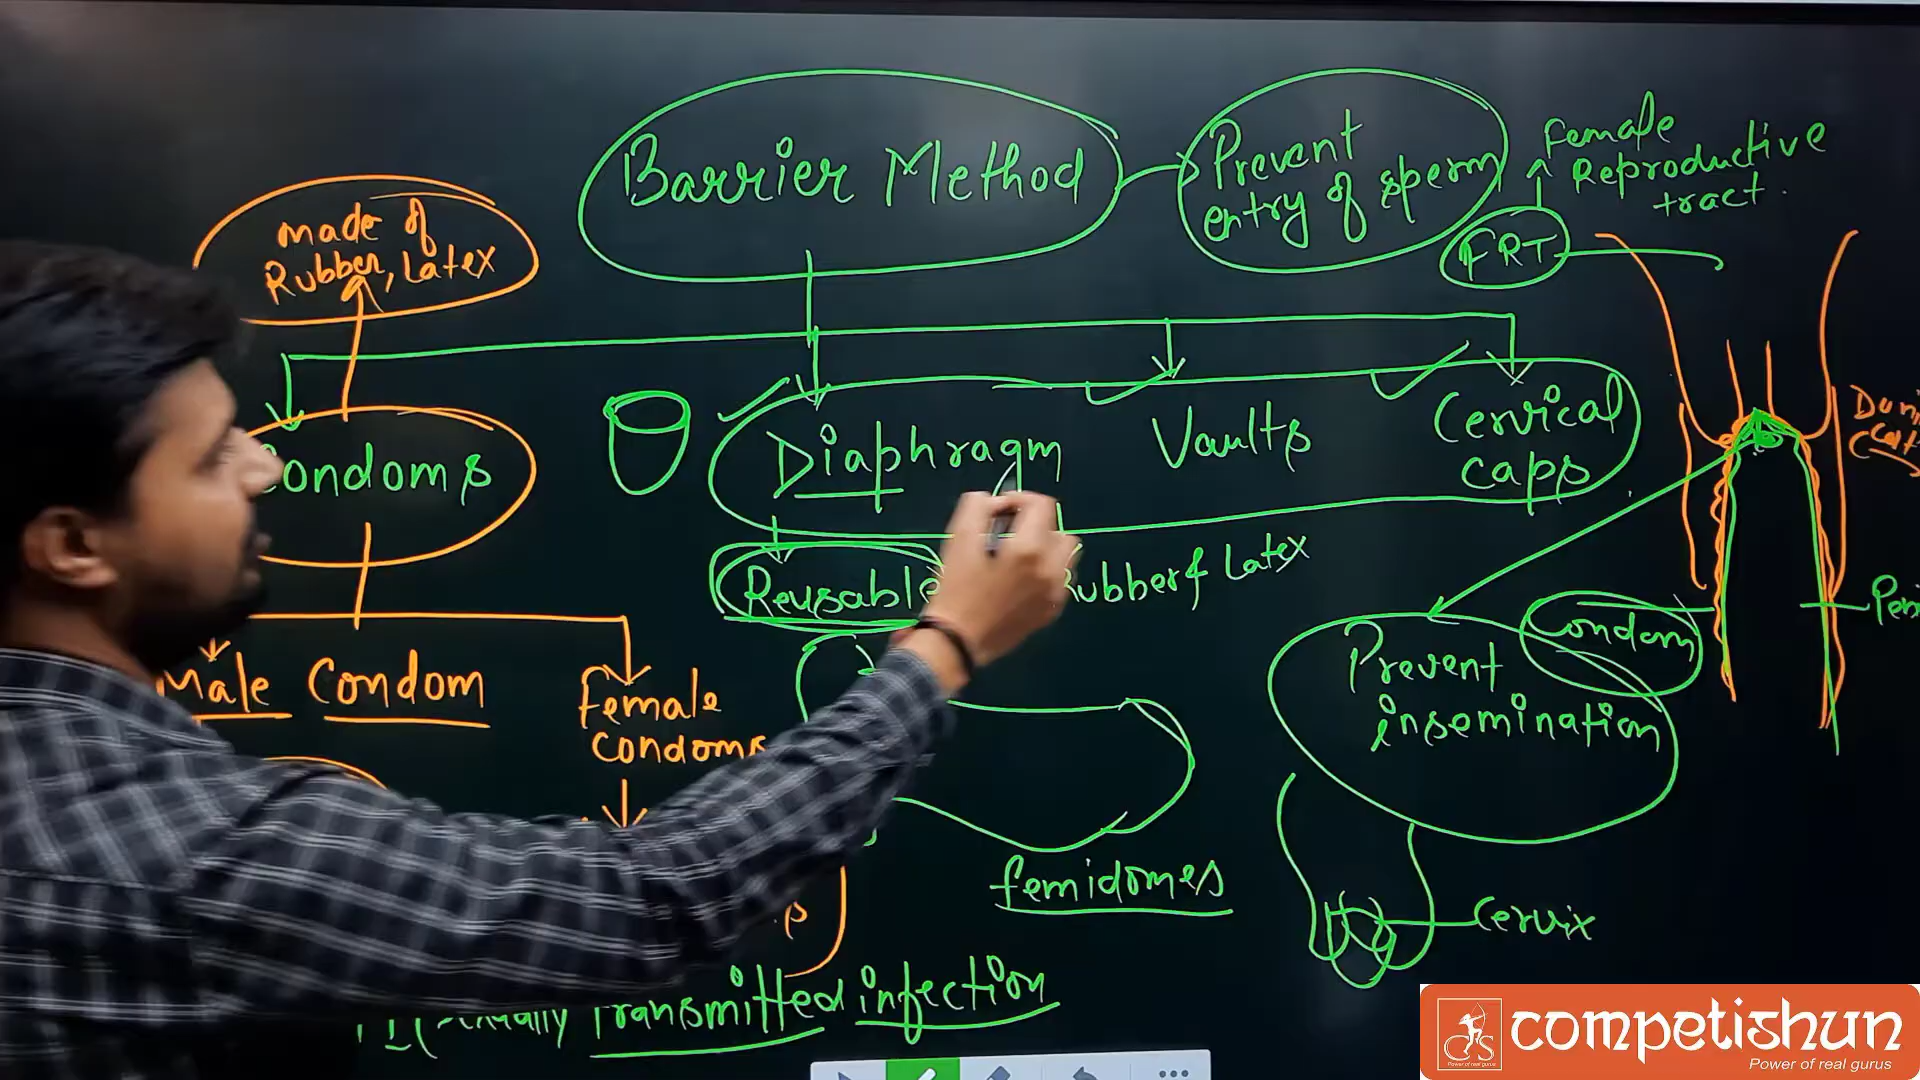 Barrier Method
Prevent
entry of sperm
Female
Reproductive
tract.
FRT
made of
Rubber, Latex
Condoms
Diaphragm
Vaults
Cervical
caps
Reusable
Rubber & Latex
Condom
Prevent
insemination
Male Condom
Female
Condoms
femidomes
Cervix
Transmitted infection
competishun
Power of real gurus